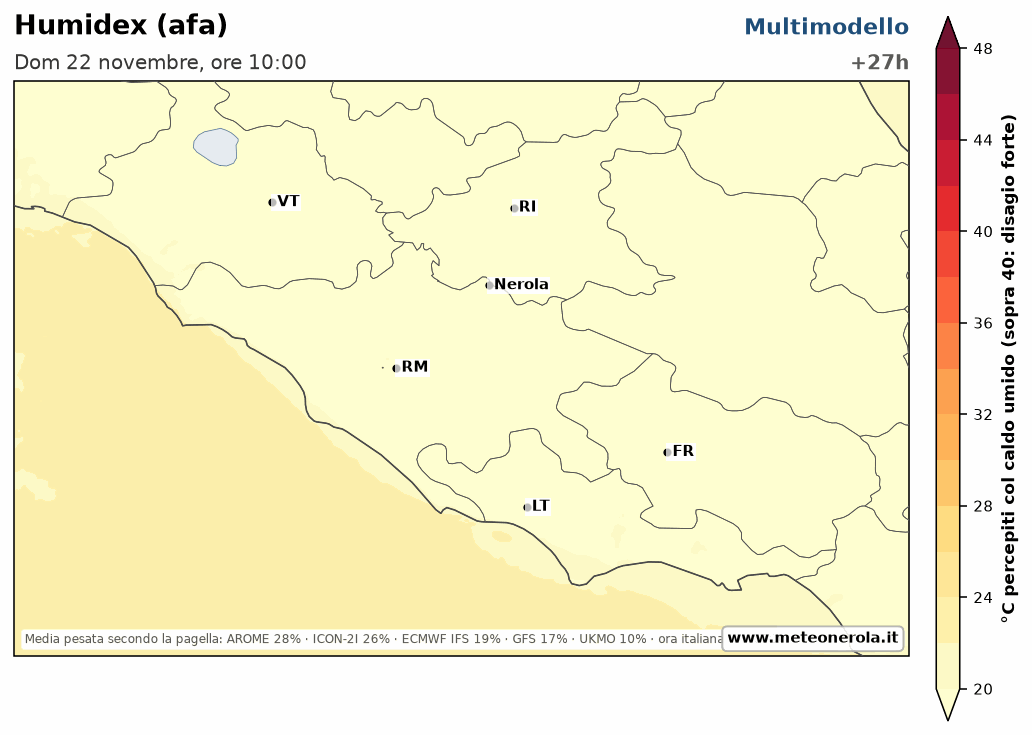 Humidex (afa)
Multimodello
Dom 22 novembre, ore 10:00
+27h
VT
RI
Nerola
RM
FR
LT
Media pesata secondo la pagella: AROME 28% · ICON-2I 26% · ECMWF IFS 19% · GFS 17% · UKMO 10% · ora italiana
www.meteonerola.it
48
44
40
36
32
28
24
20
°C percepiti col caldo umido (sopra 40: disagio forte)